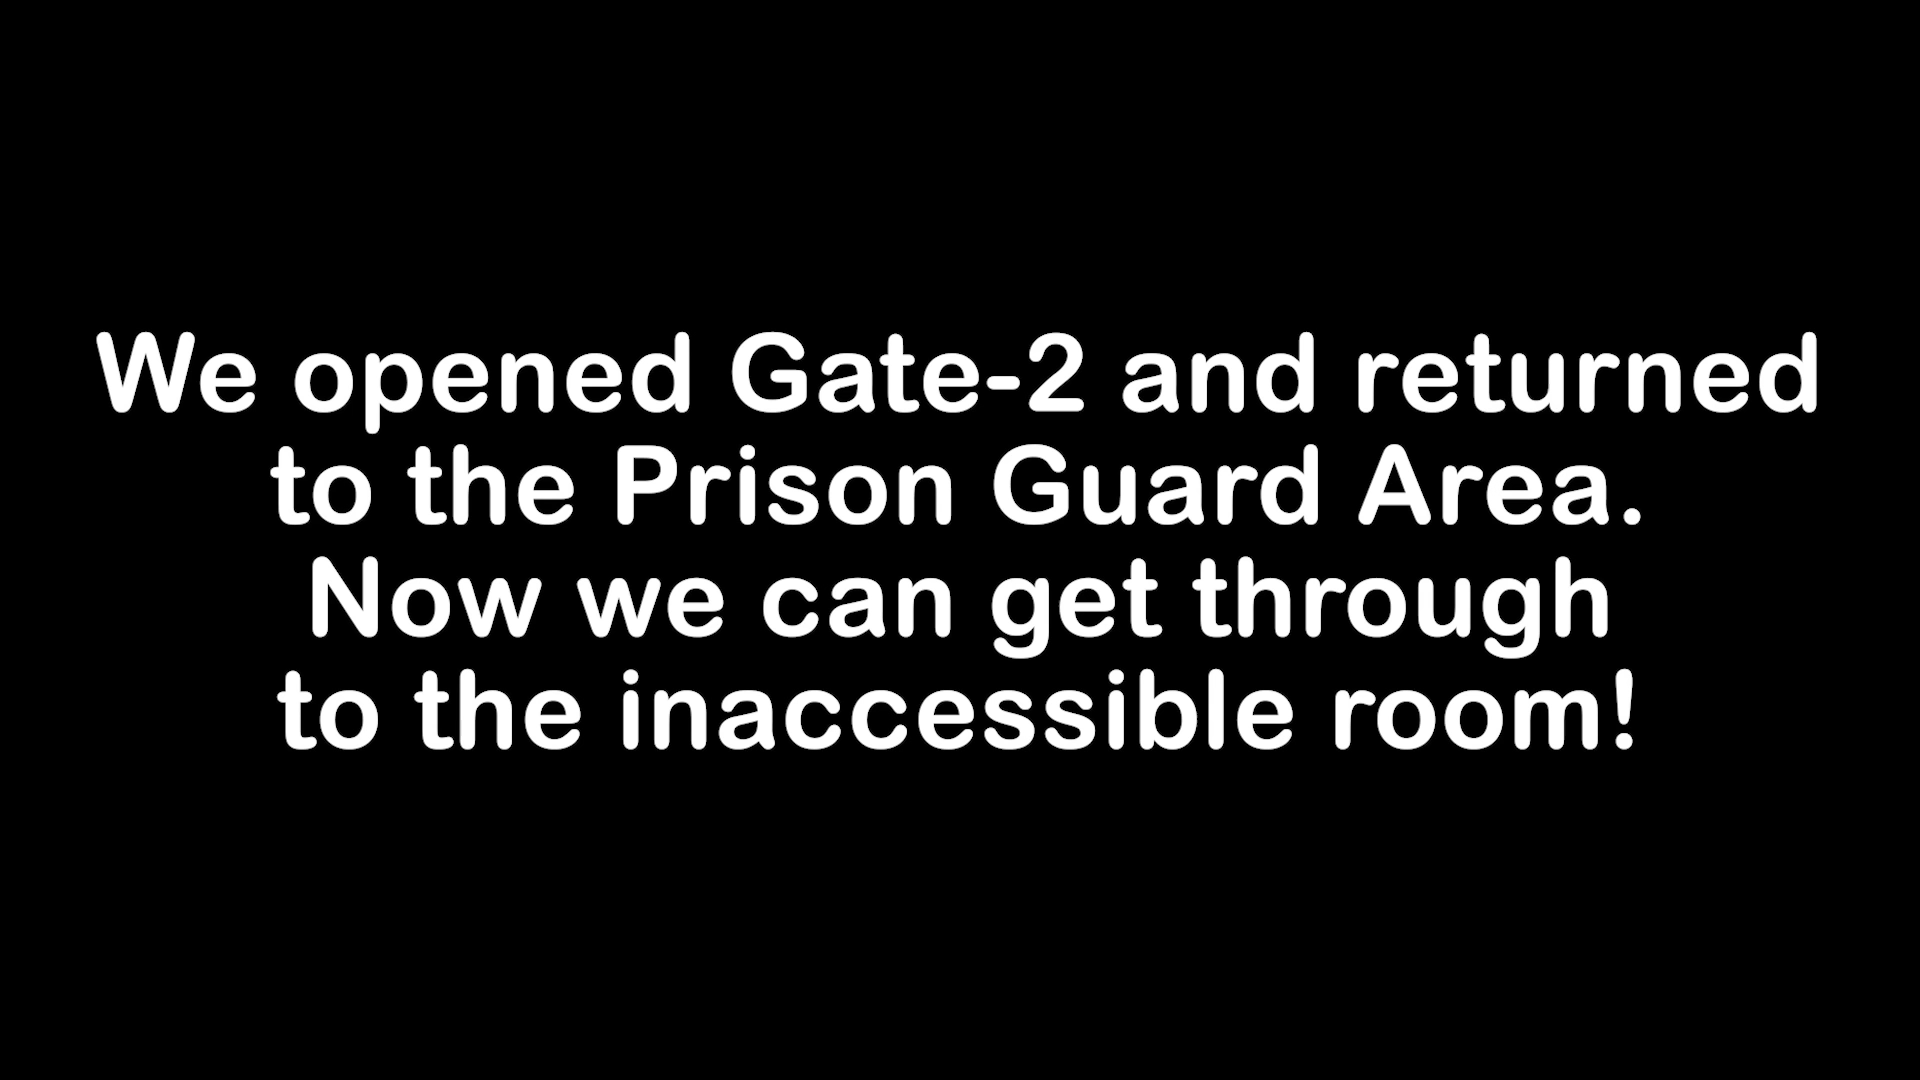 We opened Gate-2 and returned
to the Prison Guard Area.
Now we can get through
to the inaccessible room!